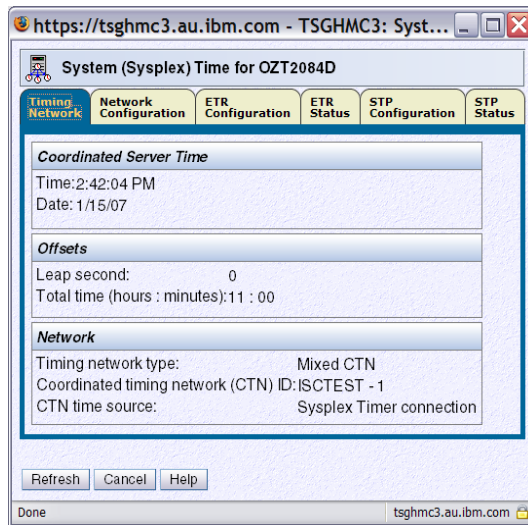 https://tsghmc3.au.ibm.com - TSGHMC3: Syst...
System (Sysplex) Time for OZT2084D
Timing Network
Network Configuration
ETR Configuration
ETR Status
STP Configuration
STP Status
Coordinated Server Time
Time:2:42:04 PM
Date: 1/15/07
Offsets
Leap second: 0
Total time (hours : minutes):11 : 00
Network
Timing network type: Mixed CTN
Coordinated timing network (CTN) ID:ISCTEST - 1
CTN time source: Sysplex Timer connection
Refresh Cancel Help
Done tsghmc3.au.ibm.com